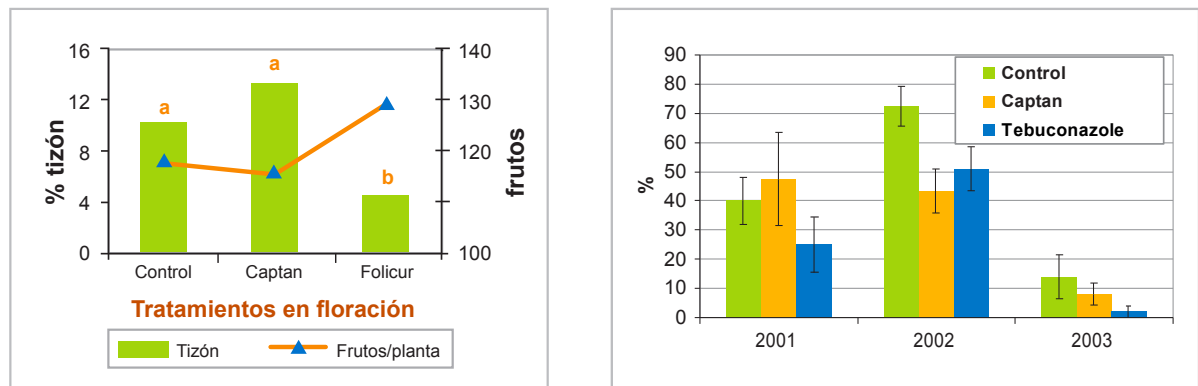 16
12
8
4
0
% tizón
140
130
120
110
100
frutos
a
a
b
Control Captan Folicur
Tratamientos en floración
Tizón Frutos/planta
90
80
70
60
50
40
30
20
10
0
%
Control
Captan
Tebuconazole
2001 2002 2003